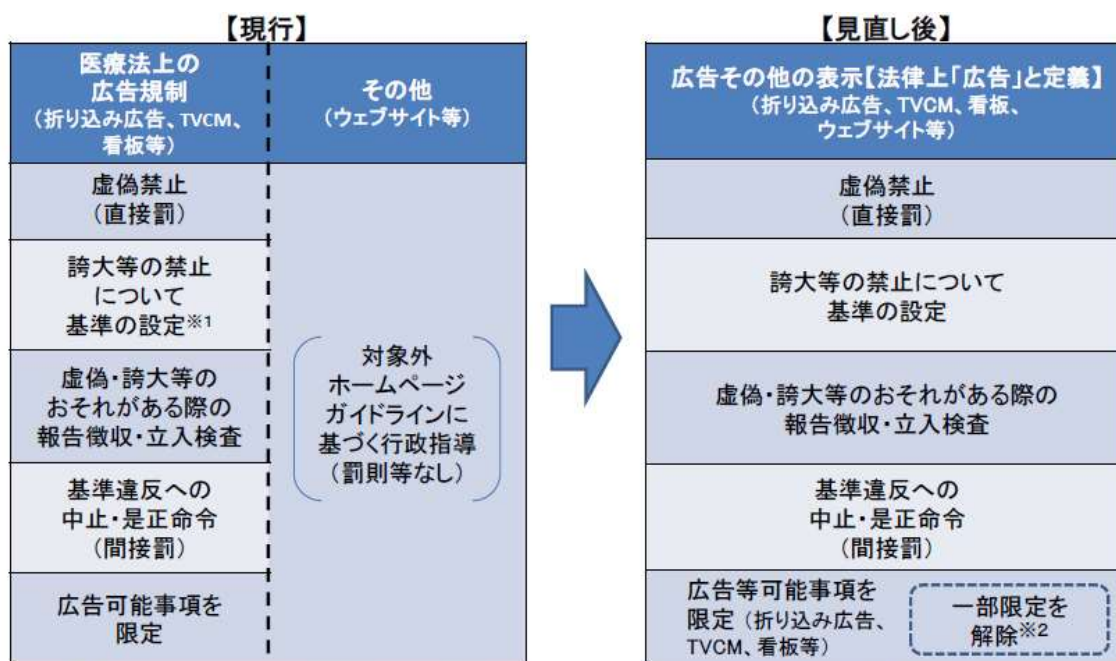 【現行】
医療法上の
広告規制
(折り込み広告、TVCM、
看板等)
その他
(ウェブサイト等)
虚偽禁止
(直接罰)
誇大等の禁止
について
基準の設定※1
虚偽・誇大等の
おそれがある際の
報告徴収・立入検査
基準違反への
中止・是正命令
(間接罰)
広告可能事項を
限定
対象外
ホームページ
ガイドラインに
基づく行政指導
(罰則等なし)
【見直し後】
広告その他の表示【法律上「広告」と定義】
(折り込み広告、TVCM、看板、
ウェブサイト等)
虚偽禁止
(直接罰)
誇大等の禁止について
基準の設定
虚偽・誇大等のおそれがある際の
報告徴収・立入検査
基準違反への
中止・是正命令
(間接罰)
広告等可能事項を
限定(折り込み広告、
TVCM、看板等)
一部限定を
解除※2